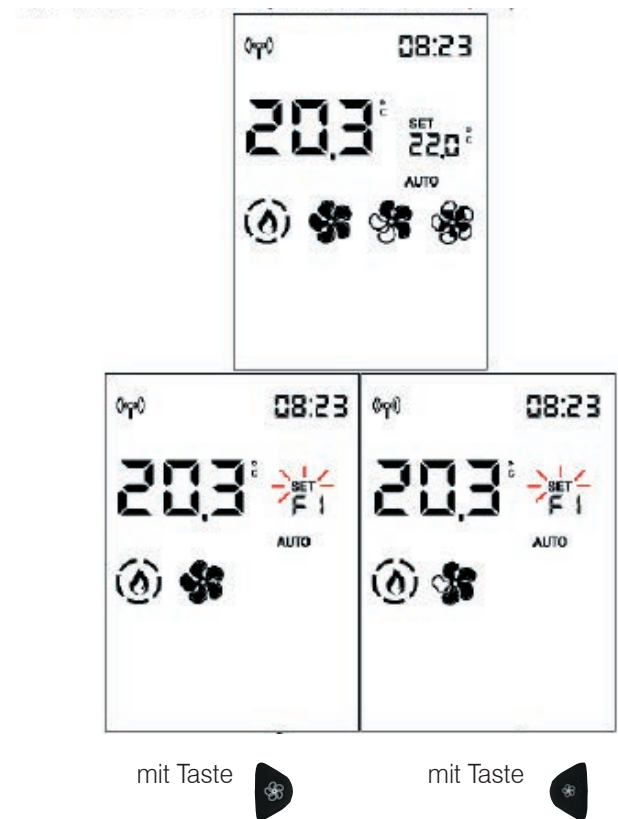 08:23
20,3 °C
SET
22,0 °C
AUTO
08:23
20,3 °C
SET
F1
AUTO
08:23
20,3 °C
SET
F1
AUTO
mit Taste
mit Taste